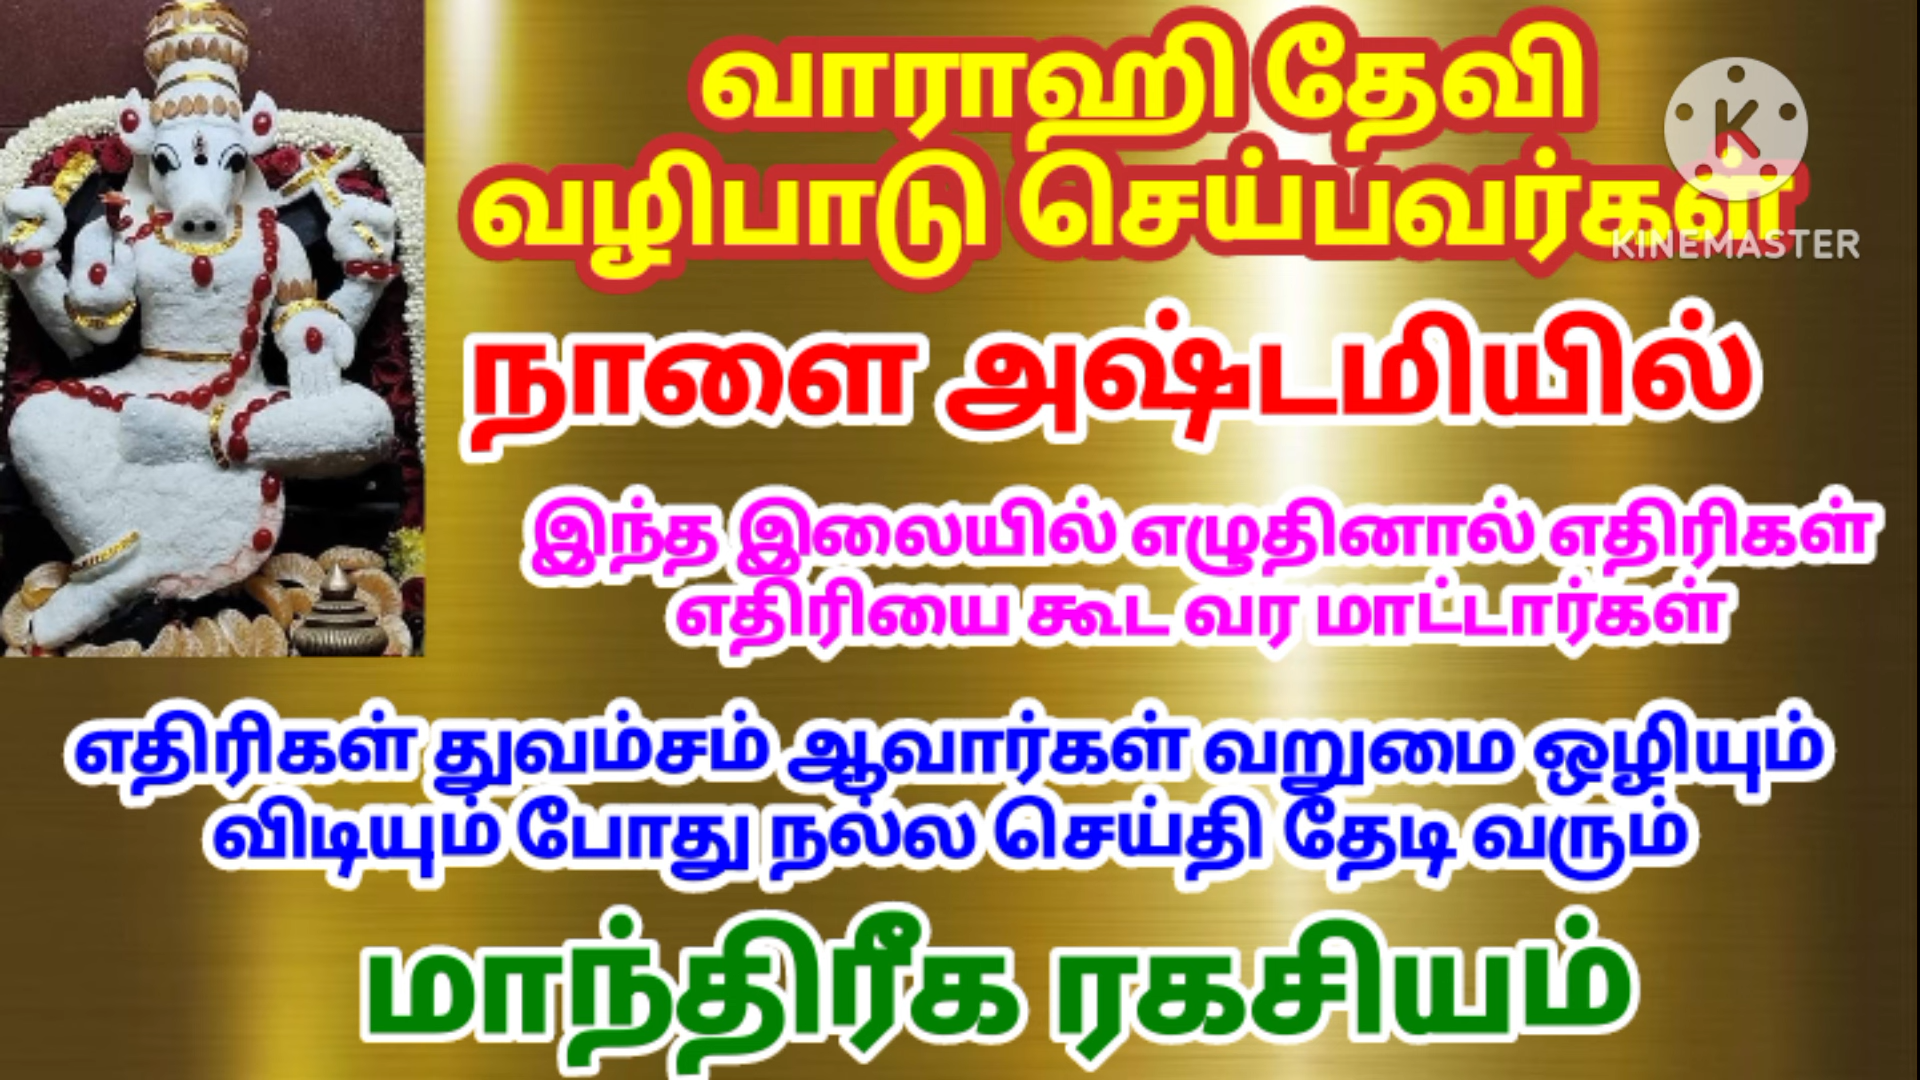 வாராஹி தேவி
வழிபாடு செய்பவர்கள்
K
KINEMASTER
நாளை அஷ்டமியில்
இந்த இலையில் எழுதினால் எதிரிகள்
எதிரியை கூட வர மாட்டார்கள்
எதிரிகள் துவம்சம் ஆவார்கள் வறுமை ஒழியும்
விடியும் போது நல்ல செய்தி தேடி வரும்
மாந்திரீக ரகசியம்